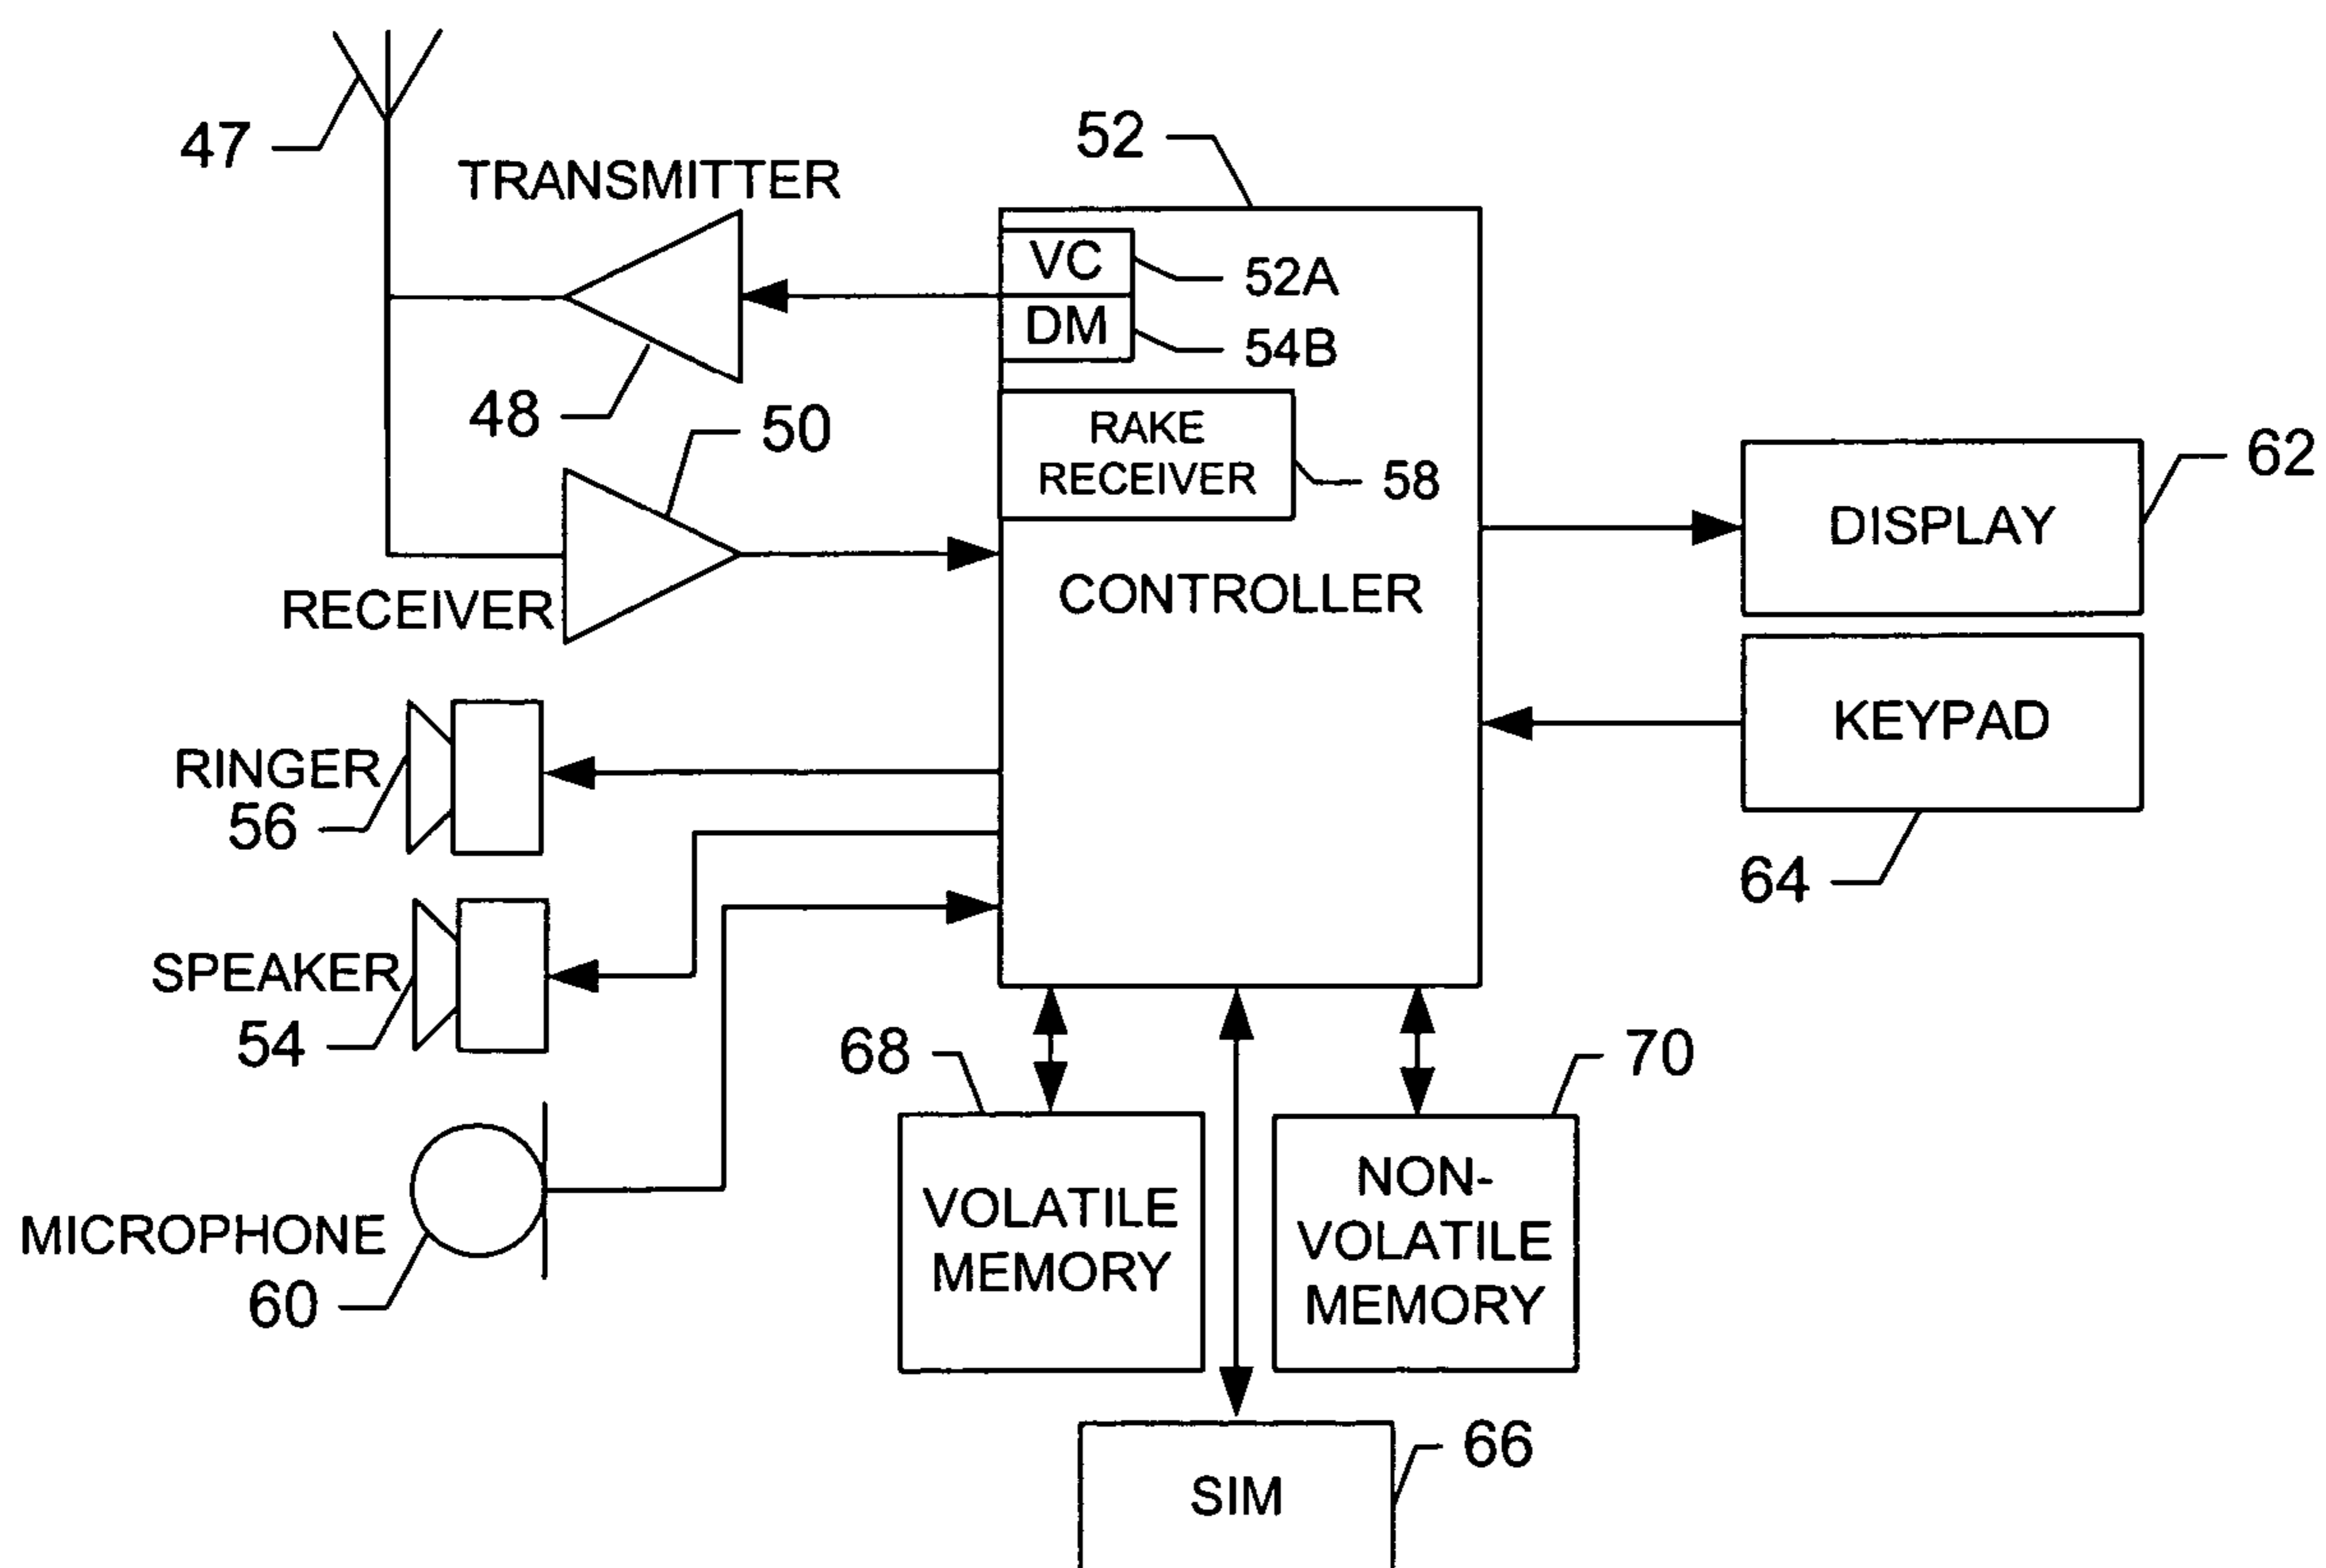 47
TRANSMITTER
52
VC
52A
DM
54B
48
50
RAKE
RECEIVER
58
62
DISPLAY
CONTROLLER
RECEIVER
KEYPAD
RINGER
56
64
SPEAKER
54
68
70
VOLATILE
MEMORY
NON-
VOLATILE
MEMORY
MICROPHONE
60
66
SIM